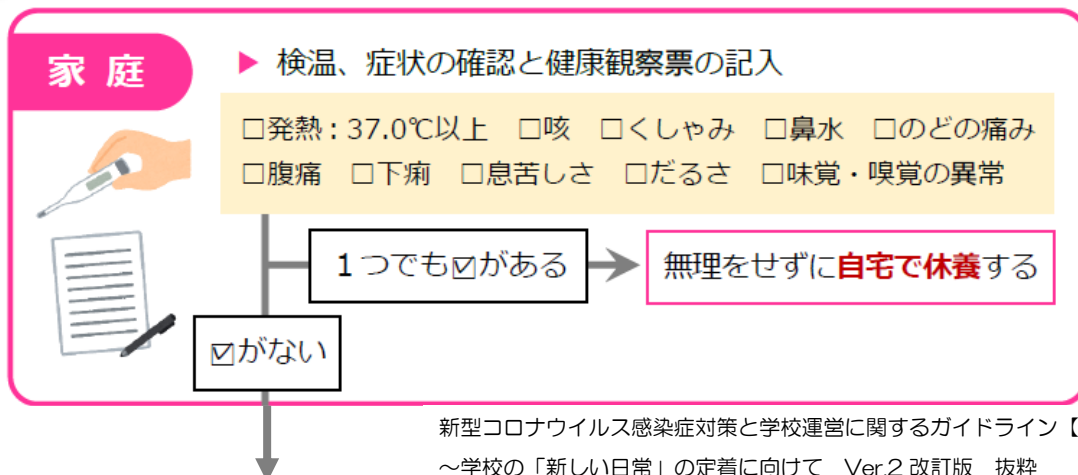 家 庭
▶ 検温、症状の確認と健康観察票の記入
□発熱：37.0℃以上 □咳 □くしゃみ □鼻水 □のどの痛み
□腹痛 □下痢 □息苦しさ □だるさ □味覚・嗅覚の異常
１つでも☑がある
無理をせずに自宅で休養する
☑がない
新型コロナウイルス感染症対策と学校運営に関するガイドライン【
～学校の「新しい日常」の定着に向けて Ver.2 改訂版 抜粋